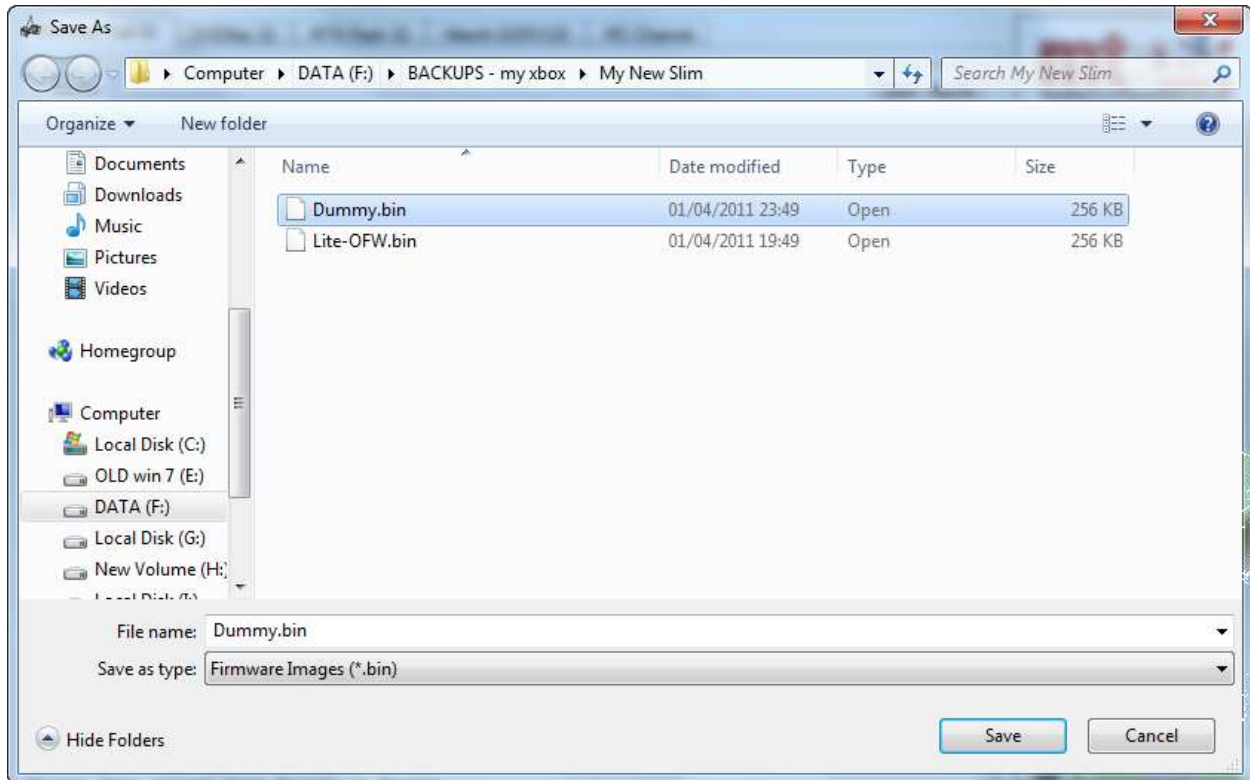 Save As
Computer ▸ DATA (F:) ▸ BACKUPS - my xbox ▸ My New Slim
Search My New Slim
Organize New folder
Name Date modified Type Size
Documents
Downloads
Music
Pictures
Videos
Homegroup
Computer
Local Disk (C:)
OLD win 7 (E:)
DATA (F:)
Local Disk (G:)
New Volume (H:)
Dummy.bin 01/04/2011 23:49 Open 256 KB
Lite-OFW.bin 01/04/2011 19:49 Open 256 KB
File name: Dummy.bin
Save as type: Firmware Images (*.bin)
Hide Folders
Save Cancel